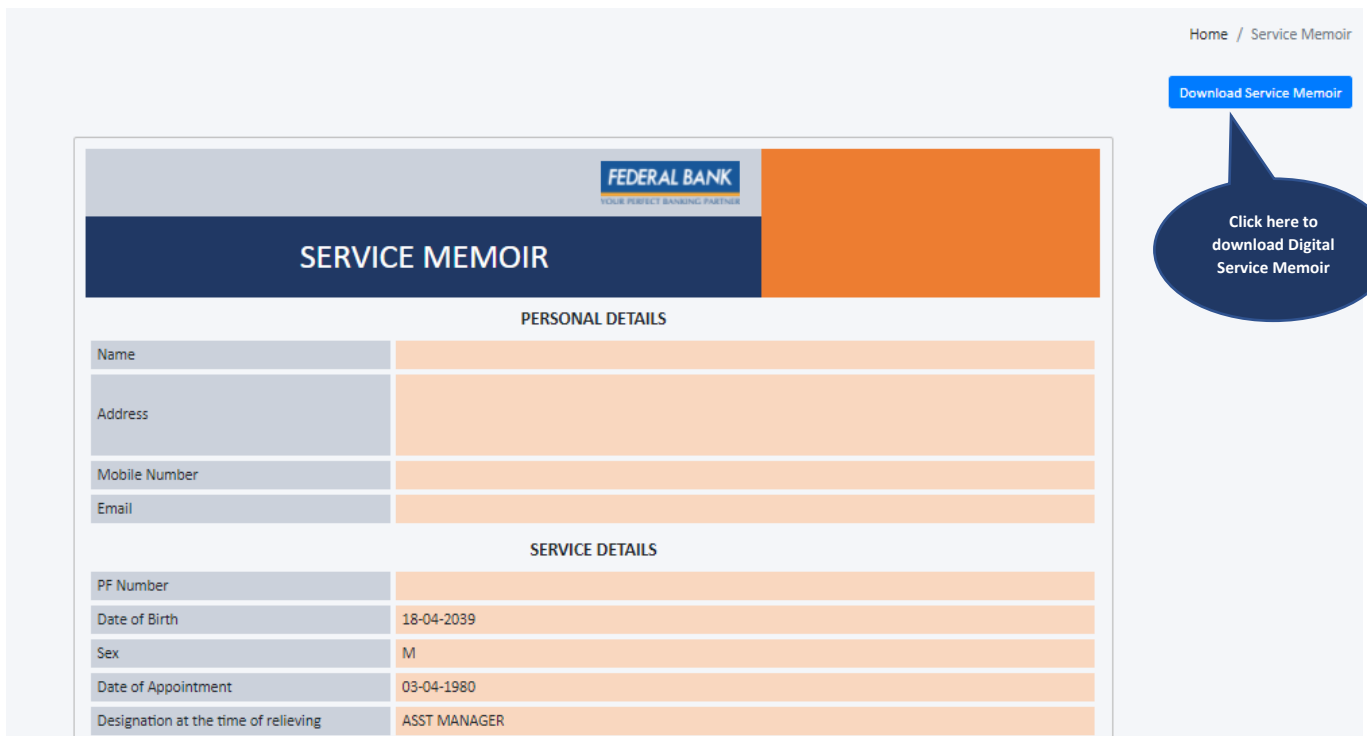 Home / Service Memoir
Download Service Memoir
FEDERAL BANK
YOUR PERFECT BANKING PARTNER
SERVICE MEMOIR
Click here to
download Digital
Service Memoir
PERSONAL DETAILS
Name
Address
Mobile Number
Email
SERVICE DETAILS
PF Number
Date of Birth 18-04-2039
Sex M
Date of Appointment 03-04-1980
Designation at the time of relieving ASST MANAGER